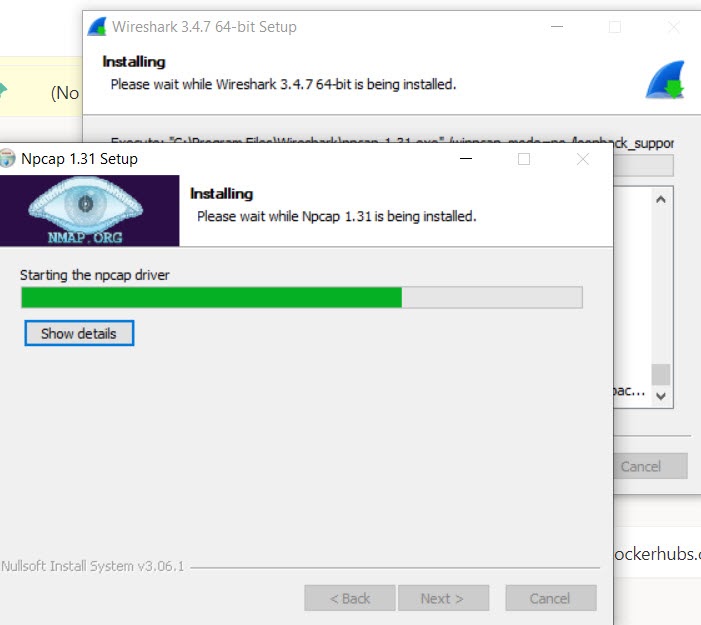 Wireshark 3.4.7 64-bit Setup
Installing
Please wait while Wireshark 3.4.7 64-bit is being installed.
(No
Execute: "C:\Program Files\Wireshark\npcap-1.31.exe" /winpcap_mode=no /loopback_suppor
Npcap 1.31 Setup
Installing
Please wait while Npcap 1.31 is being installed.
NMAP.ORG
Starting the npcap driver
Show details
pac...
Cancel
ockerhubs.
Nullsoft Install System v3.06.1
< Back
Next >
Cancel